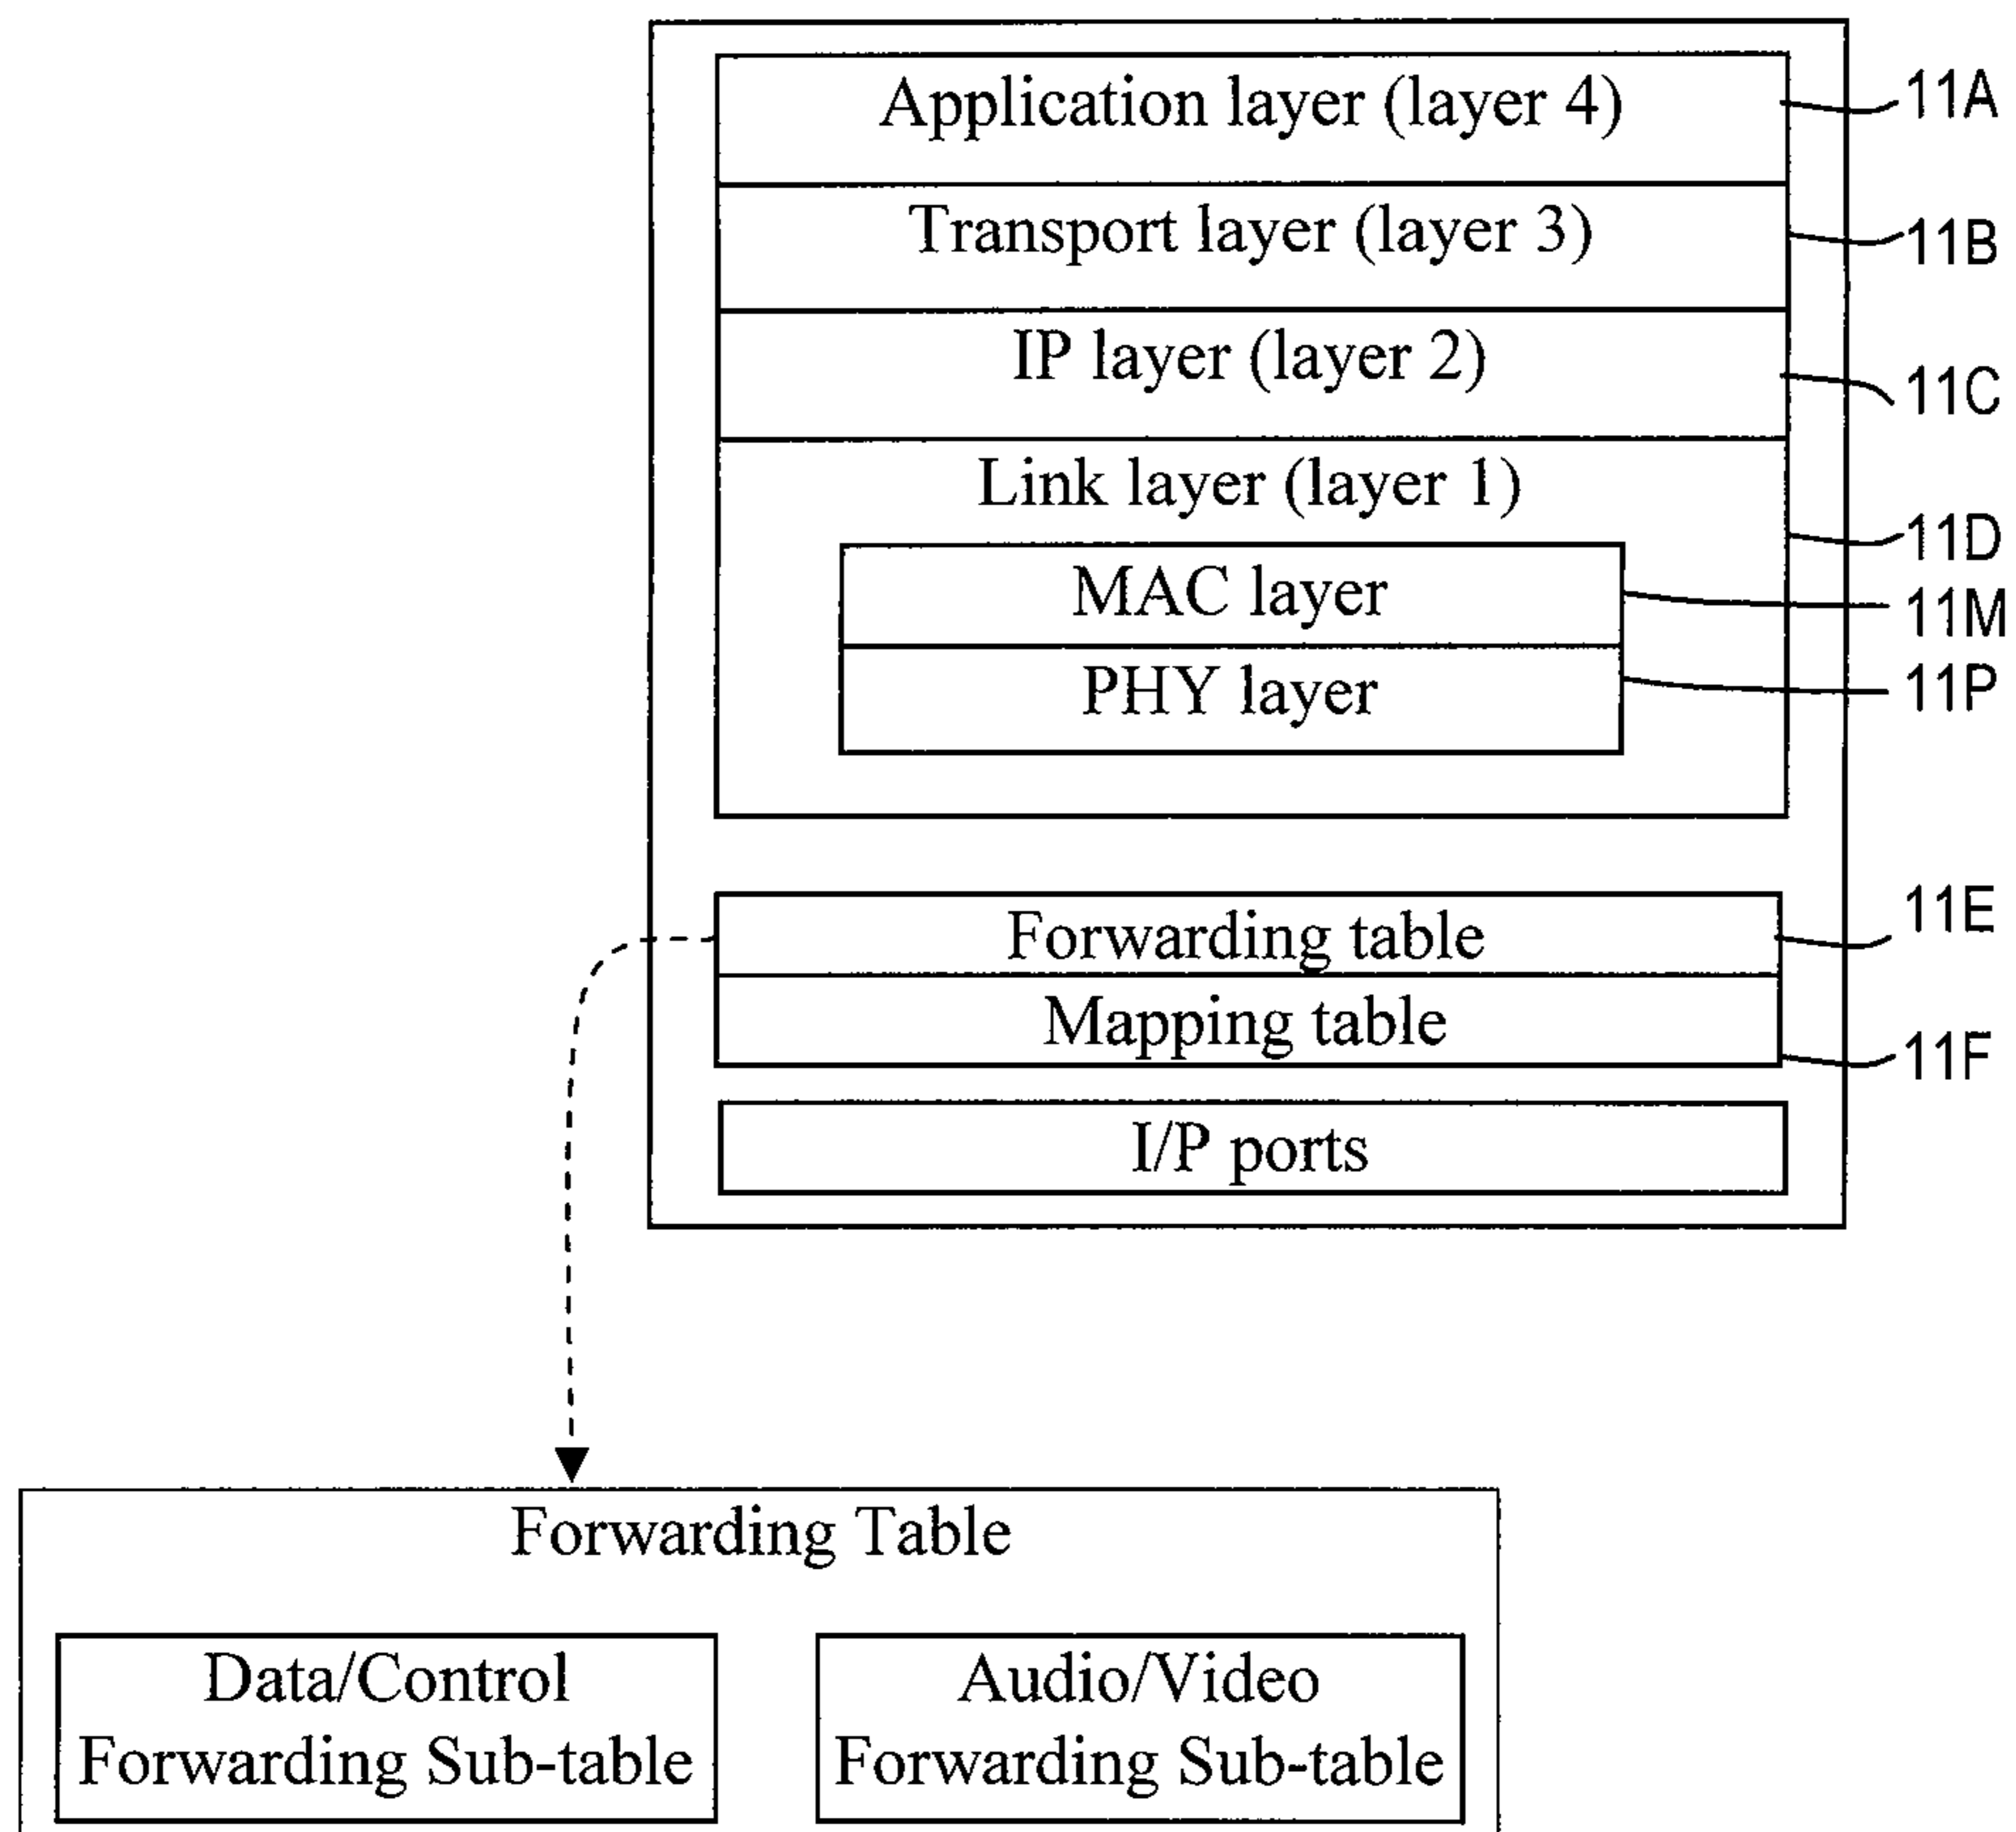 Application layer (layer 4)
11A
Transport layer (layer 3)
11B
IP layer (layer 2)
11C
Link layer (layer 1)
11D
MAC layer
11M
PHY layer
11P
Forwarding table
11E
Mapping table
11F
I/P ports
Forwarding Table
Data/Control
Forwarding Sub-table
Audio/Video
Forwarding Sub-table